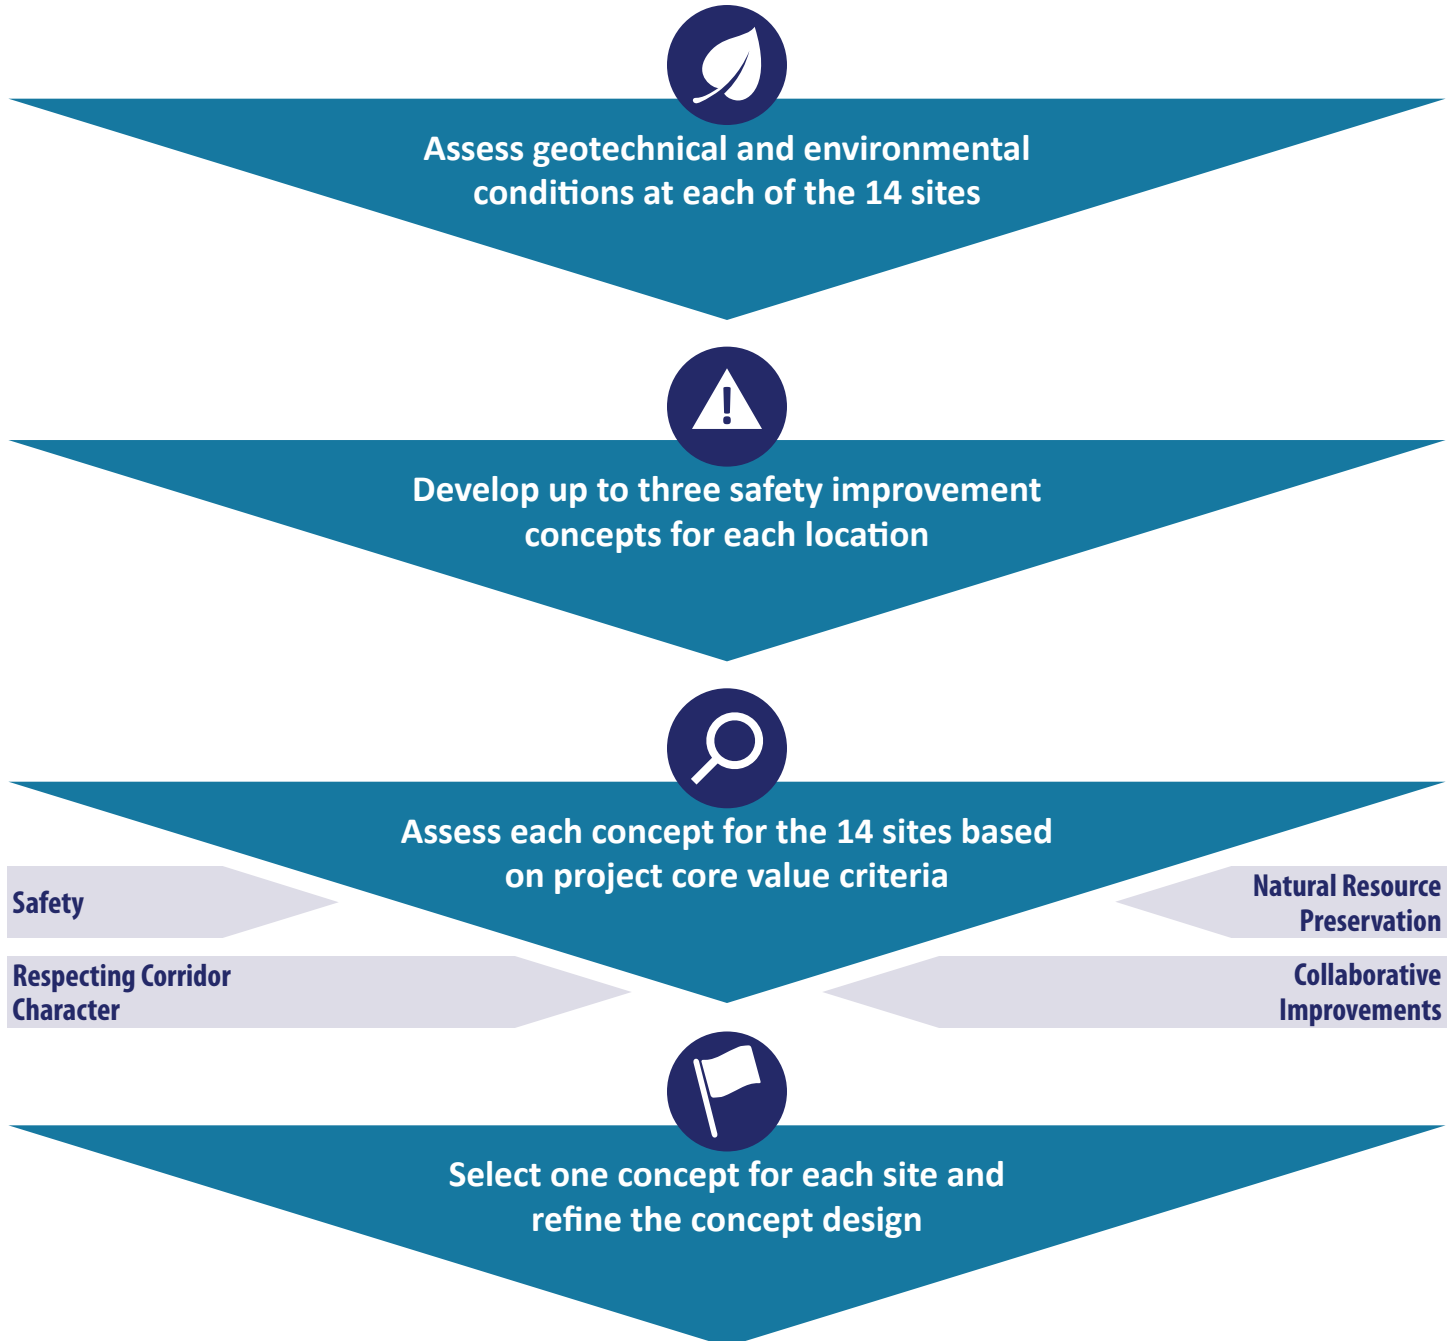 Assess geotechnical and environmental
conditions at each of the 14 sites
!
Develop up to three safety improvement
concepts for each location
Assess each concept for the 14 sites based
on project core value criteria
Safety
Natural Resource
Preservation
Respecting Corridor
Character
Collaborative
Improvements
Select one concept for each site and
refine the concept design